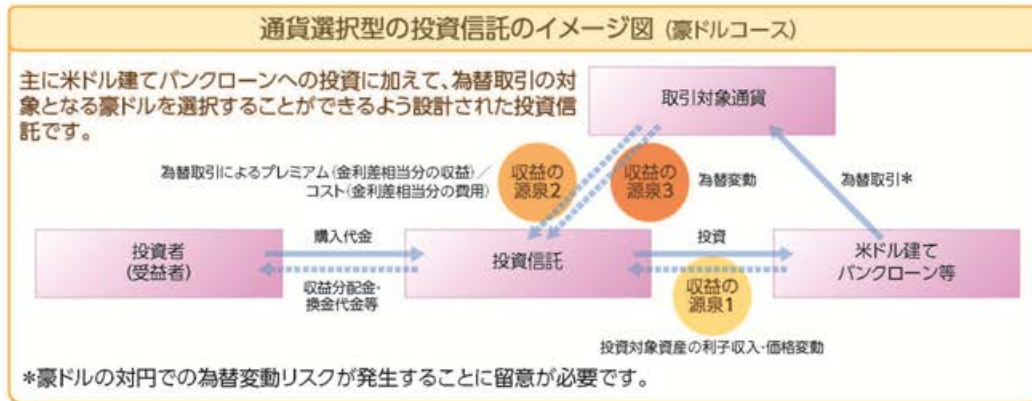 通貨選択型の投資信託のイメージ図（豪ドルコース）
主に米ドル建てバンクローンへの投資に加えて、為替取引の対
象となる豪ドルを選択することができるよう設計された投資信
託です。
取引対象通貨
為替取引によるプレミアム（金利差相当分の収益）／
コスト（金利差相当分の費用）
収益の
源泉2
収益の
源泉3
為替変動
為替取引*
投資者
（受益者）
購入代金
収益分配金・
換金代金等
投資信託
投資
収益の
源泉1
米ドル建て
バンクローン等
投資対象資産の利子収入・価格変動
*豪ドルの対円での為替変動リスクが発生することに留意が必要です。